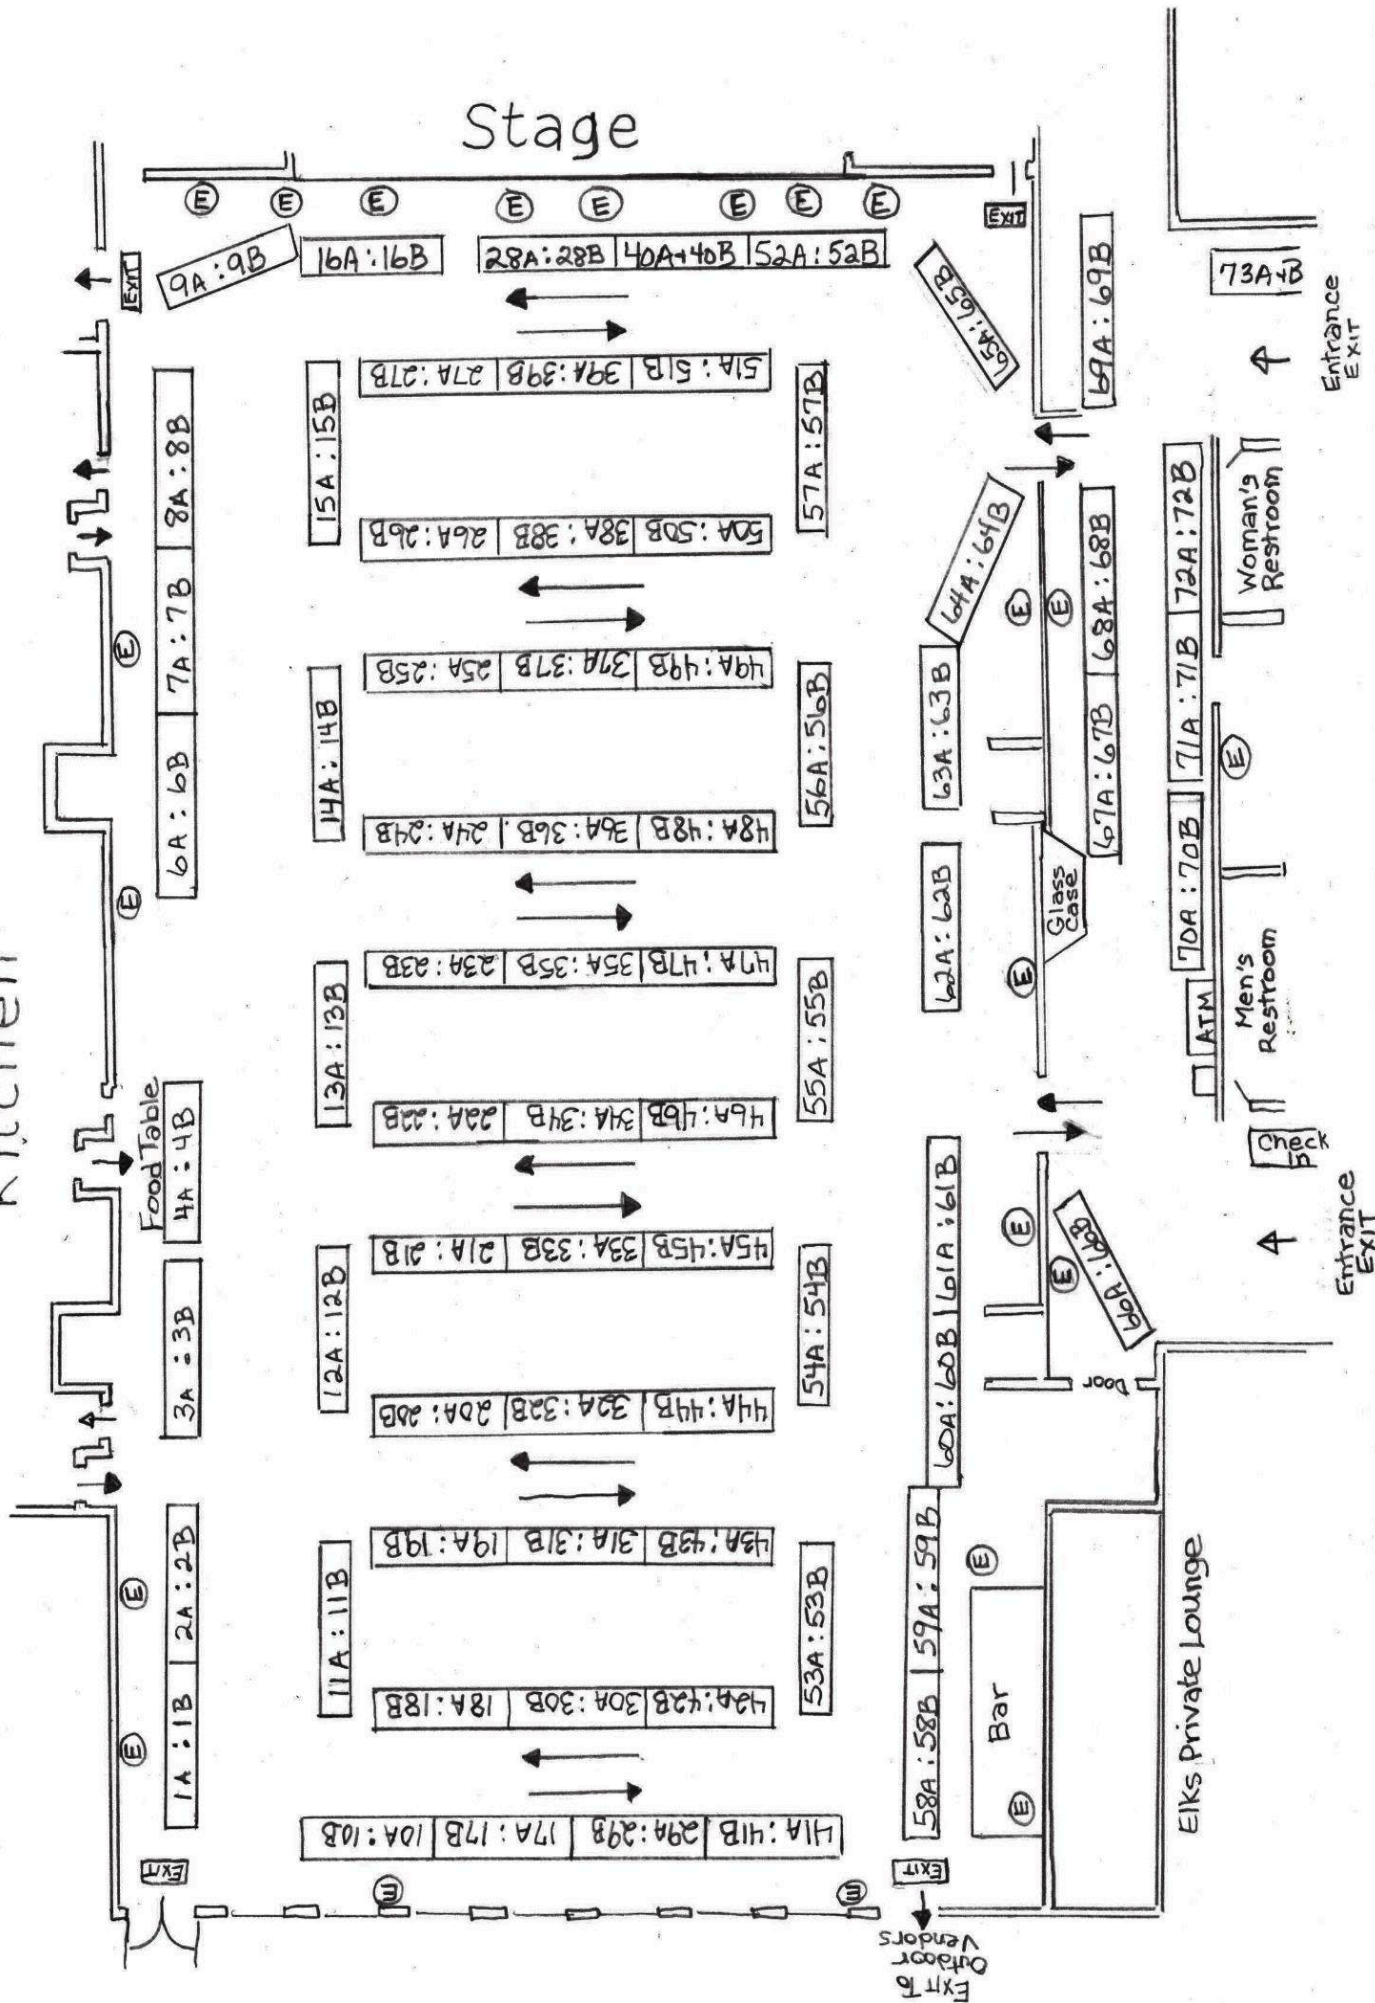 Stage
E
E
E
E
E
E
E
E
EXIT
9A : 9B
16A : 16B
28A : 28B
40A + 40B
52A : 52B
EXIT
65A : 65B
69A : 69B
73A + B
Entrance
EXIT
8A : 8B
15A : 15B
27A : 27B
39A : 39B
51A : 51B
57A : 57B
26A : 26B
38A : 38B
50A : 50B
64A : 64B
E
7A : 7B
6A : 6B
E
14A : 14B
25A : 25B
37A : 37B
49A : 49B
56A : 56B
63A : 63B
E
E
68A : 68B
67A : 67B
72A : 72B
71A : 71B
Woman's
Restroom
E
24A : 24B
36A : 36B
48A : 48B
62A : 62B
E
Glass
Case
70A : 70B
ATM
Men's
Restroom
Kitchen
Food Table
4A : 4B
13A : 13B
23A : 23B
35A : 35B
47A : 47B
55A : 55B
22A : 22B
34A : 34B
46A : 46B
61A : 61B
60A : 60B
E
E
66A : 66B
Check
Entrance
EXIT
3A : 3B
12A : 12B
21A : 21B
33A : 33B
45A : 45B
54A : 54B
20A : 20B
32A : 32B
44A : 44B
Door
2A : 2B
1A : 1B
E
E
11A : 11B
19A : 19B
31A : 31B
43A : 43B
53A : 53B
18A : 18B
30A : 30B
42A : 42B
59A : 59B
58A : 58B
E
Bar
E
Elks Private Lounge
10A : 10B
17A : 17B
29A : 29B
41A : 41B
EXIT
E
E
EXIT
Exit To
Outdoor
Vendors